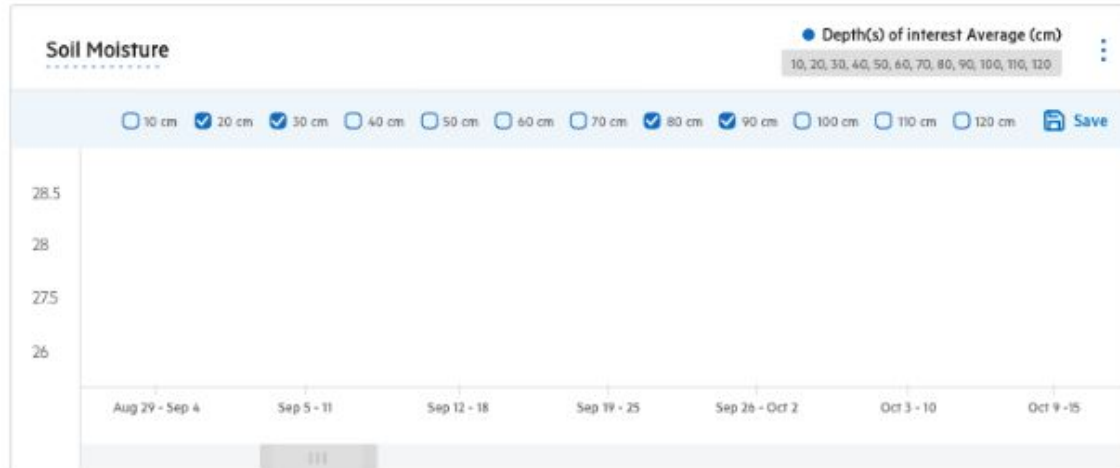 Soil Moisture
Depth(s) of interest Average (cm)
10, 20, 30, 40, 50, 60, 70, 80, 90, 100, 110, 120
10 cm 20 cm 30 cm 40 cm 50 cm 60 cm 70 cm 80 cm 90 cm 100 cm 110 cm 120 cm Save
28.5
28
27.5
26
Aug 29 - Sep 4 Sep 5 - 11 Sep 12 - 18 Sep 19 - 25 Sep 26 - Oct 2 Oct 3 - 10 Oct 9 -15